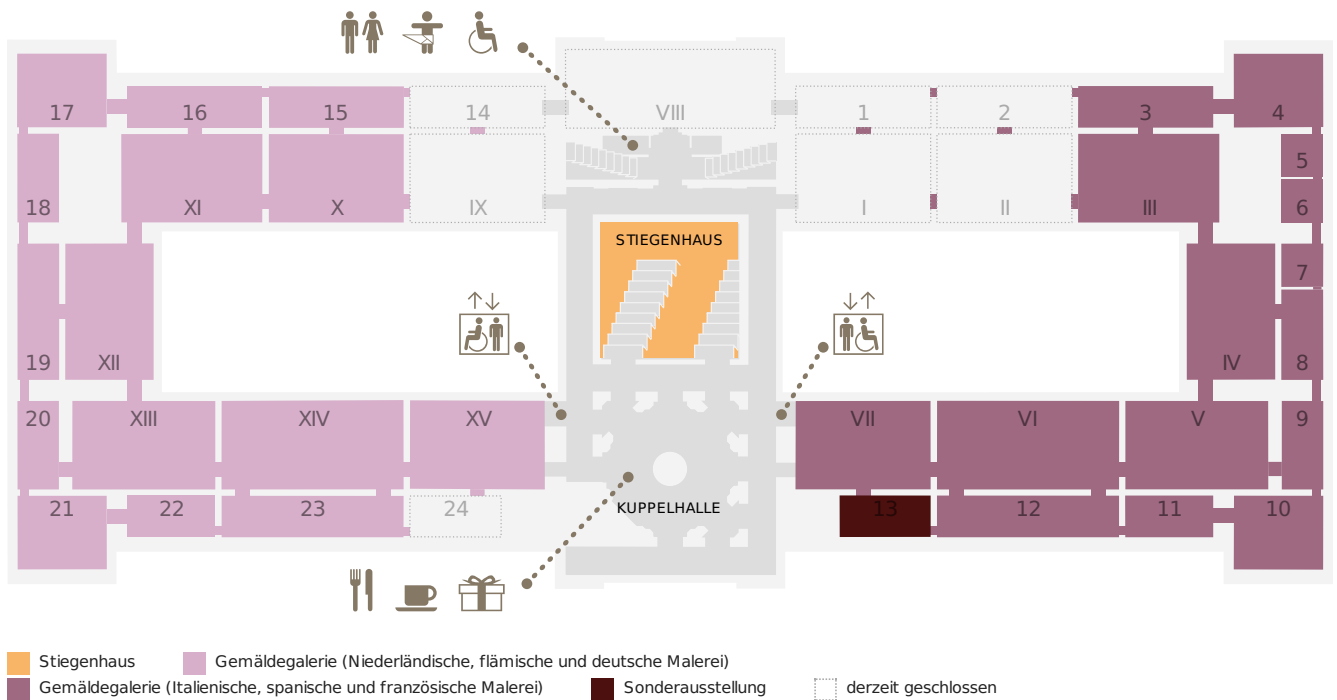 17
16
15
14
VIII
1
2
3
4
18
XI
X
IX
I
II
III
5
6
STIEGENHAUS
7
19
XII
IV
8
20
XIII
XIV
XV
VII
VI
V
9
21
22
23
24
KUPPELHALLE
13
12
11
10
Stiegenhaus
Gemäldegalerie (Niederländische, flämische und deutsche Malerei)
Gemäldegalerie (Italienische, spanische und französische Malerei)
Sonderausstellung
derzeit geschlossen